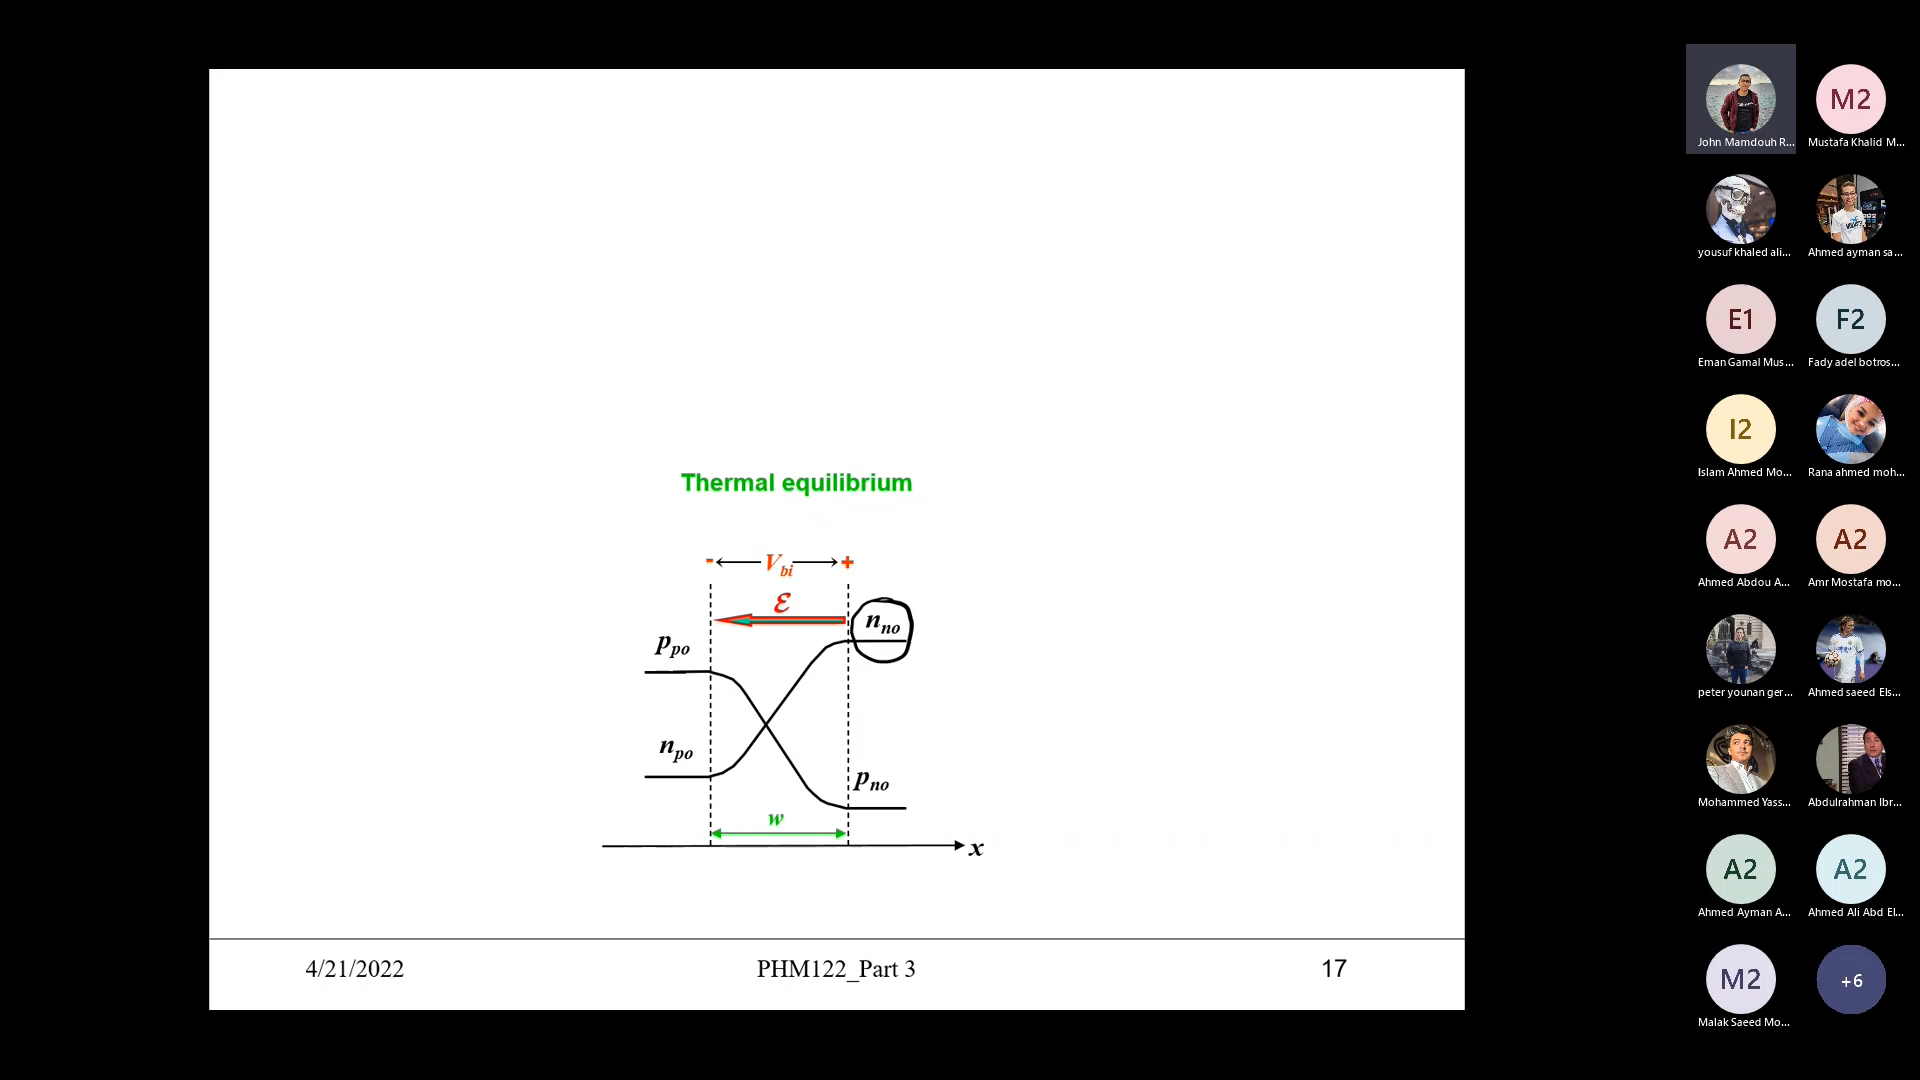 Thermal equilibrium
- V_bi +
ℰ
n_no
p_po
n_po
p_no
w
x
4/21/2022 PHM122_Part 3 17
John Mamdouh R...
M2
Mustafa Khalid M...
yousuf khaled ali...
Ahmed ayman sa...
E1
Eman Gamal Mus...
F2
Fady adel botros...
I2
Islam Ahmed Mo...
Rana ahmed moh...
A2
Ahmed Abdou A...
A2
Amr Mostafa mo...
peter younan ger...
Ahmed saeed Els...
Mohammed Yass...
Abdulrahman Ibr...
A2
Ahmed Ayman A...
A2
Ahmed Ali Abd El...
M2
Malak Saeed Mo...
+6